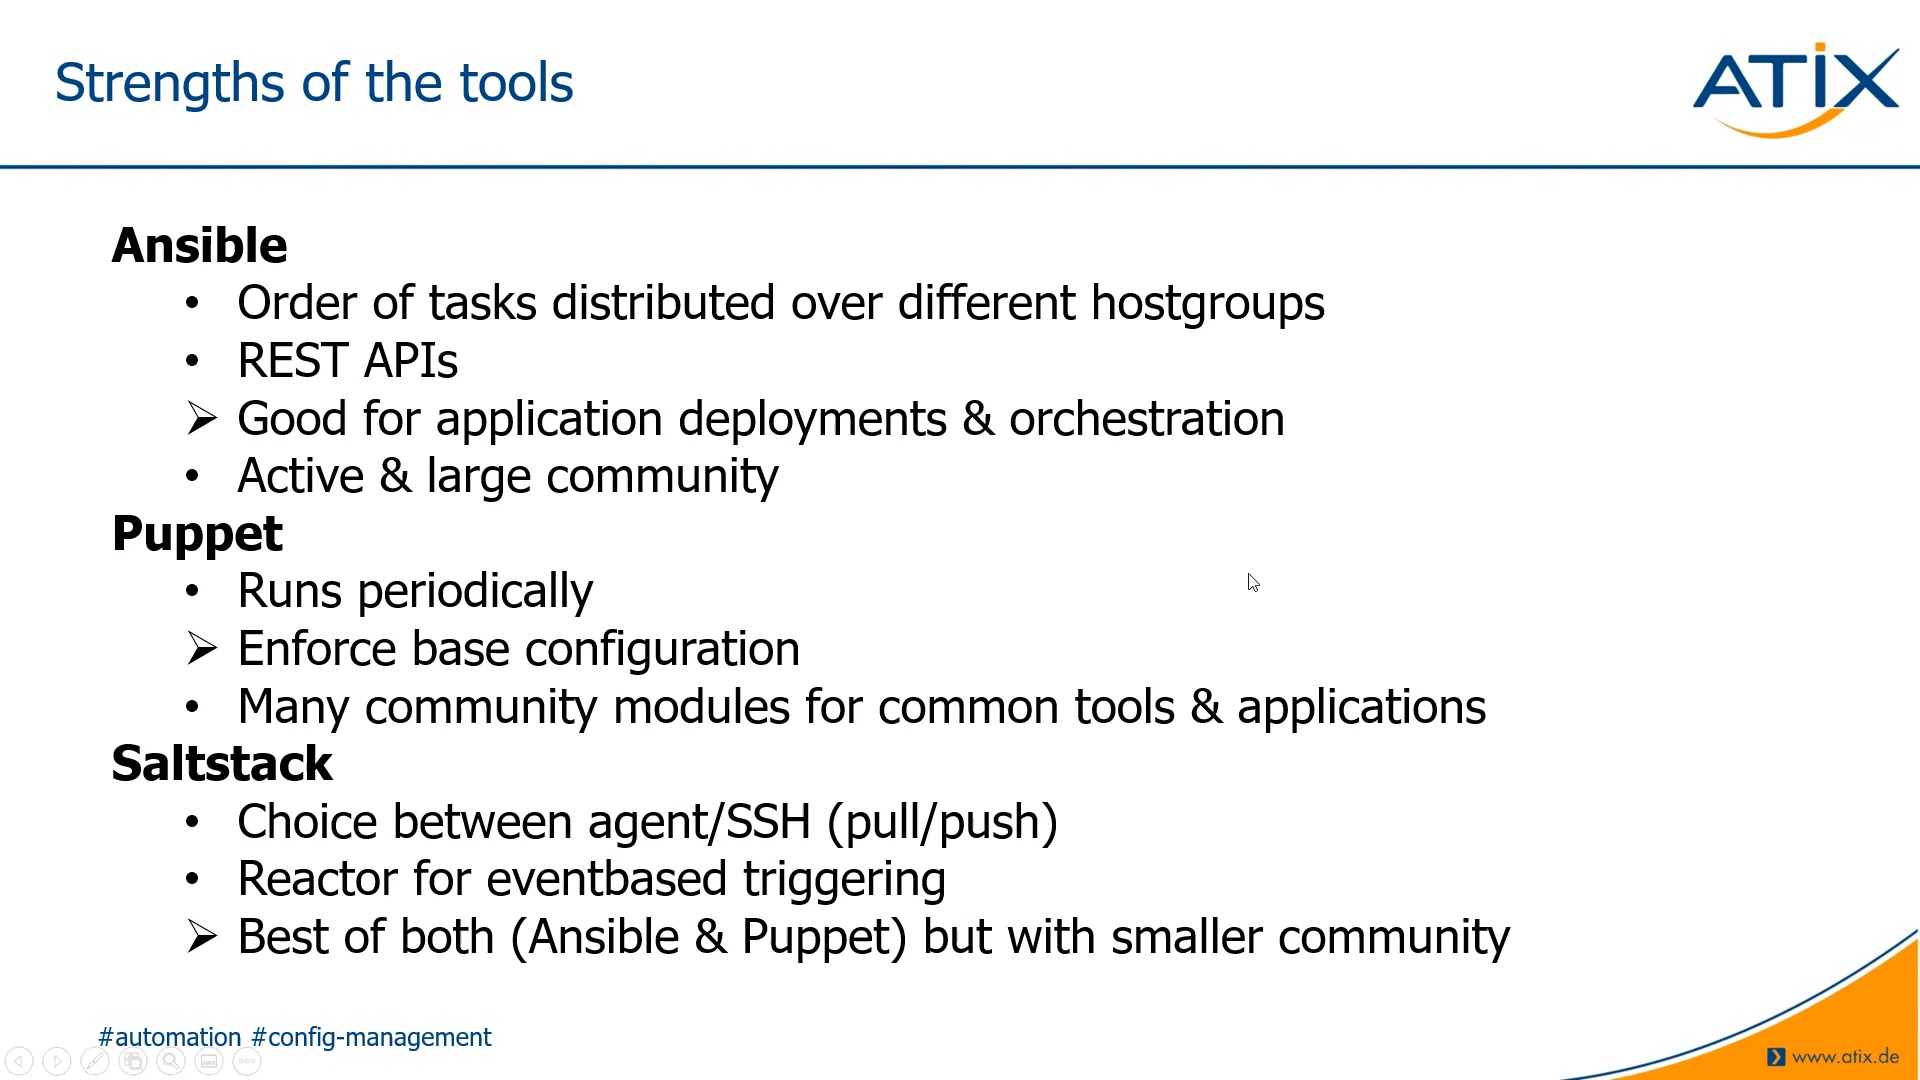 Strengths of the tools
ATIX
Ansible
• Order of tasks distributed over different hostgroups
• REST APIs
➢ Good for application deployments & orchestration
• Active & large community
Puppet
• Runs periodically
➢ Enforce base configuration
• Many community modules for common tools & applications
Saltstack
• Choice between agent/SSH (pull/push)
• Reactor for eventbased triggering
➢ Best of both (Ansible & Puppet) but with smaller community
#automation #config-management
www.atix.de